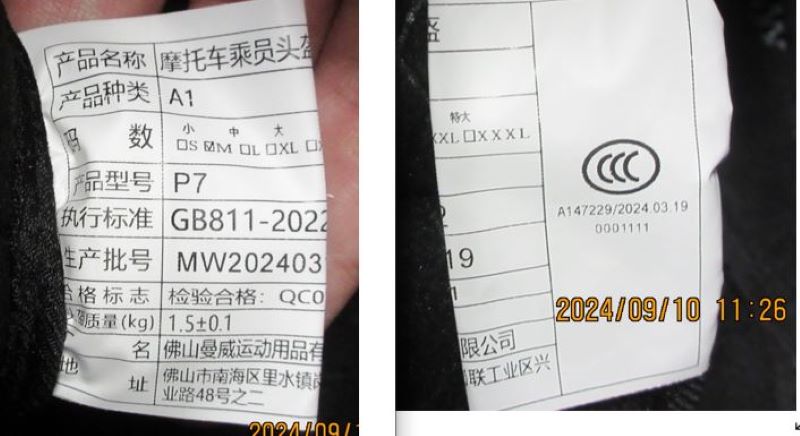 产品名称 摩托车乘员头盔
产品种类 A1
码 数 小 中 大
□S ☑M □L □XL
产品型号 P7
执行标准 GB811-2022
生产批号 MW202403
合格标志 检验合格: QC0
质量(kg) 1.5±0.1
名 佛山曼威运动用品有
地 址 佛山市南海区里水镇
业路48号之二
2024/09/1
盔
特大
XXL □XXXL
CCC
A147229/2024.03.19
0001111
19
1
2024/09/10 11:26
限公司
联工业区兴